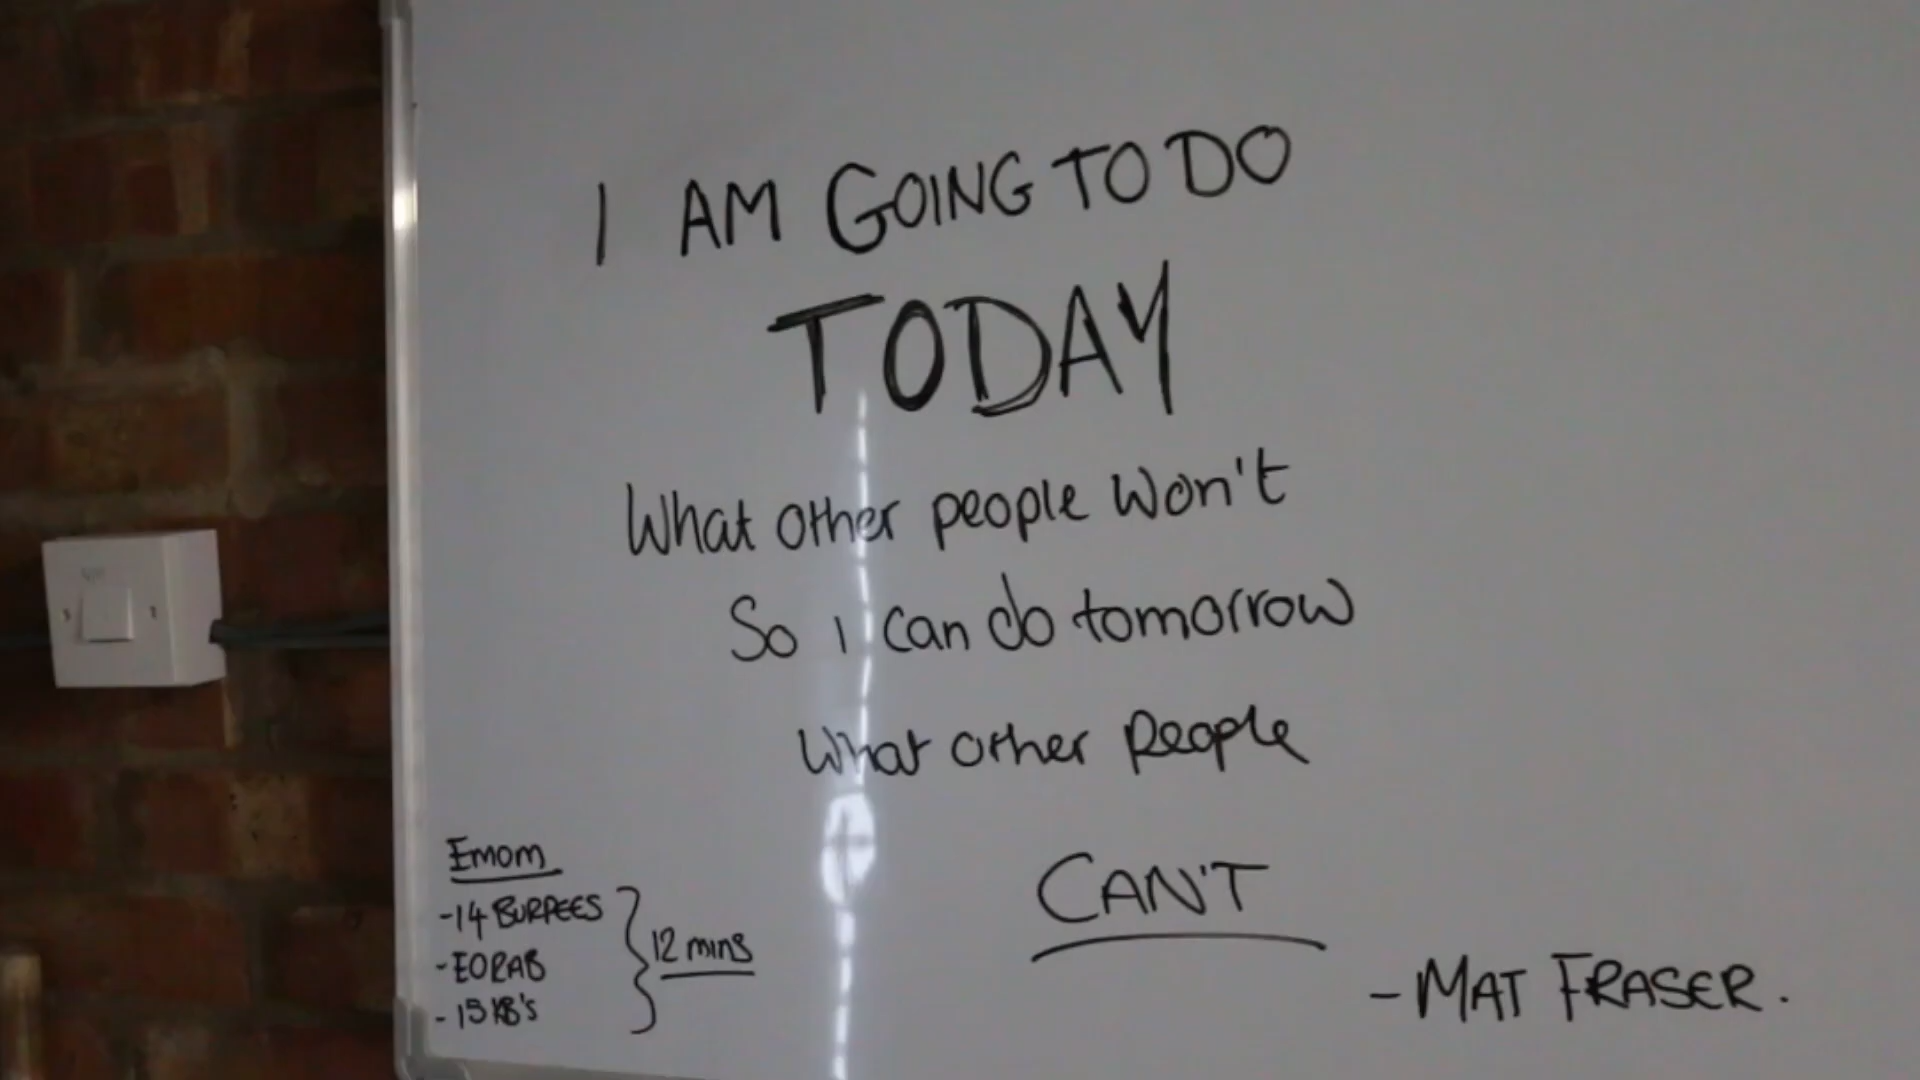 I AM GOING TO DO
TODAY
What other people won't
So I can do tomorrow
What other People
CAN'T
- MAT FRASER.
Emom
- 14 BURPEES
- EORAB
- 15 KB's
12 mins